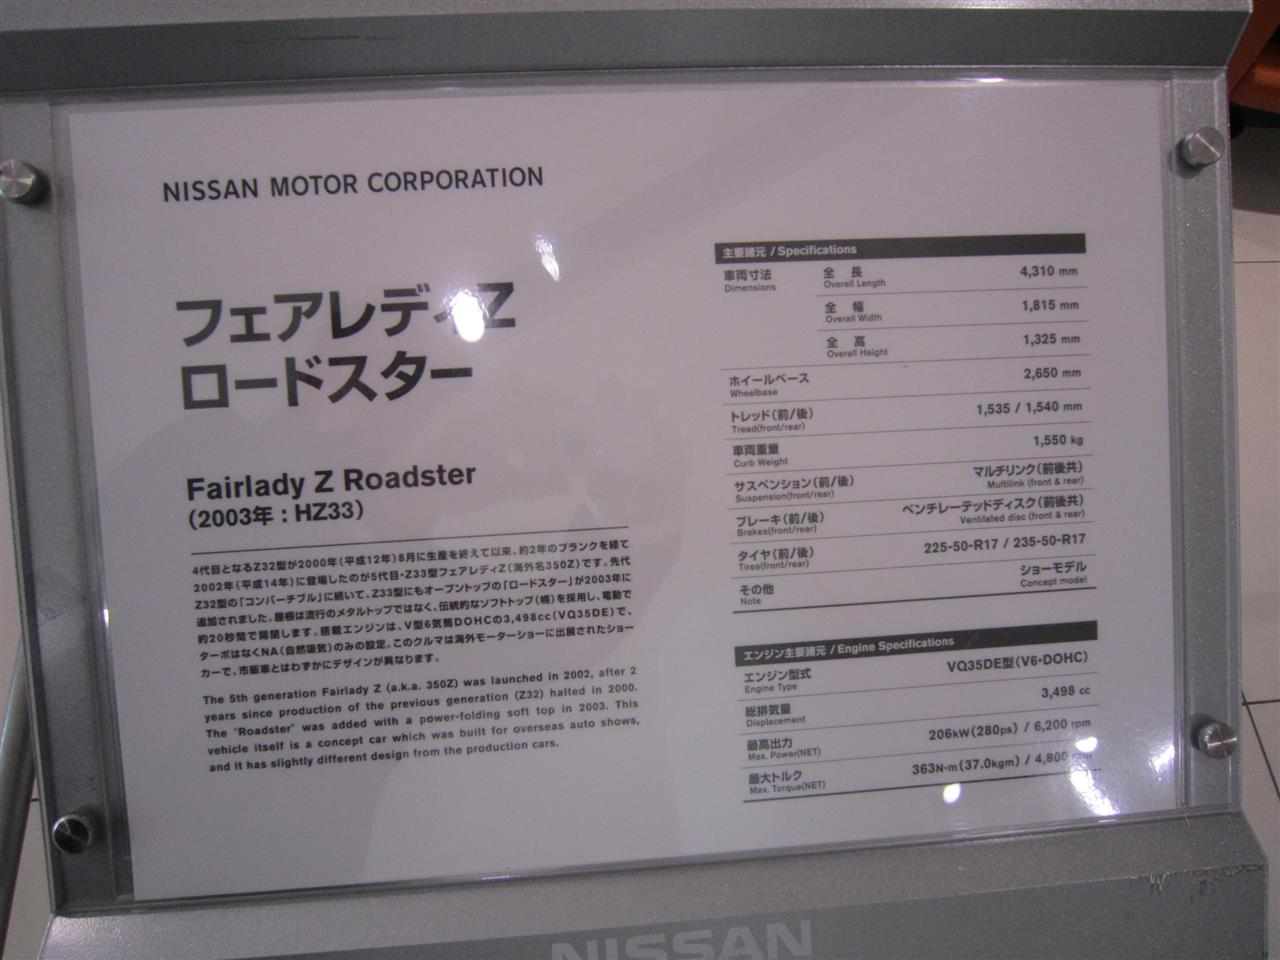 NISSAN MOTOR CORPORATION
フェアレディZ
ロードスター
Fairlady Z Roadster
(2003年 : HZ33)
4代目となるZ32型が2000年(平成12年)8月に生産を終えて以来、約2年のブランクを経て
2002年(平成14年)に登場したのが5代目・Z33型フェアレディZ(海外名350Z)です。先代
Z32型の「コンバーチブル」に続いて、Z33型にもオープントップの「ロードスター」が2003年に
追加されました。屋根は流行のメタルトップではなく、伝統的なソフトトップ(幌)を採用し、電動で
約20秒間で開閉します。搭載エンジンは、V型6気筒DOHCの3,498cc(VQ35DE)で、
ターボはなくNA(自然吸気)のみの設定。このクルマは海外モーターショーに出展されたショー
カーで、市販車とはわずかにデザインが異なります。
The 5th generation Fairlady Z (a.k.a. 350Z) was launched in 2002, after 2
years since production of the previous generation (Z32) halted in 2000.
The "Roadster" was added with a power-folding soft top in 2003. This
vehicle itself is a concept car which was built for overseas auto shows,
and it has slightly different design from the production cars.
主要諸元 / Specifications
車両寸法 全 長 4,310 mm
Dimensions Overall Length
全 幅 1,815 mm
Overall Width
全 高 1,325 mm
Overall Height
ホイールベース 2,650 mm
Wheelbase
トレッド(前/後) 1,535 / 1,540 mm
Tread(front/rear)
車両重量 1,550 kg
Curb Weight
サスペンション(前/後) マルチリンク(前後共)
Suspension(front/rear) Multilink (front & rear)
ブレーキ(前/後) ベンチレーテッドディスク(前後共)
Brakes(front/rear) Ventilated disc (front & rear)
タイヤ(前/後) 225-50-R17 / 235-50-R17
Tires(front/rear)
その他 ショーモデル
Note Concept model
エンジン主要諸元 / Engine Specifications
エンジン型式 VQ35DE型(V6・DOHC)
Engine Type
総排気量 3,498 cc
Displacement
最高出力 206kW(280ps) / 6,200 rpm
Max. Power(NET)
最大トルク 363N・m(37.0kgm) / 4,800
Max. Torque(NET)
NISSAN